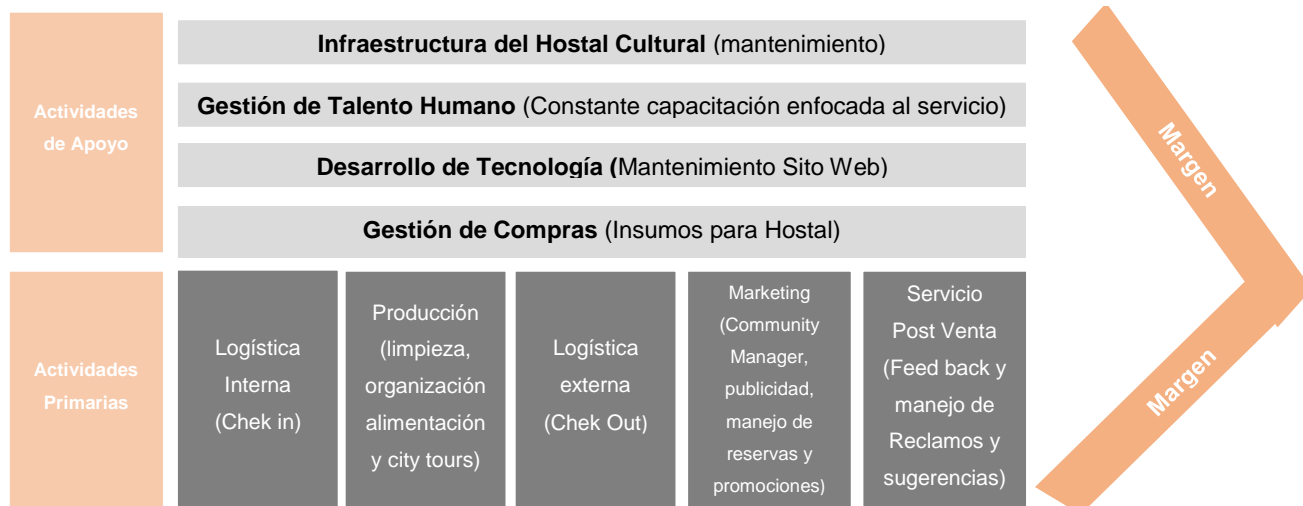 Actividades
de Apoyo
Infraestructura del Hostal Cultural (mantenimiento)
Gestión de Talento Humano (Constante capacitación enfocada al servicio)
Desarrollo de Tecnología (Mantenimiento Sito Web)
Gestión de Compras (Insumos para Hostal)
Margen
Actividades
Primarias
Logística
Interna
(Chek in)
Producción
(limpieza,
organización
alimentación
y city tours)
Logística
externa
(Chek Out)
Marketing
(Community
Manager,
publicidad,
manejo de
reservas y
promociones)
Servicio
Post Venta
(Feed back y
manejo de
Reclamos y
sugerencias)
Margen